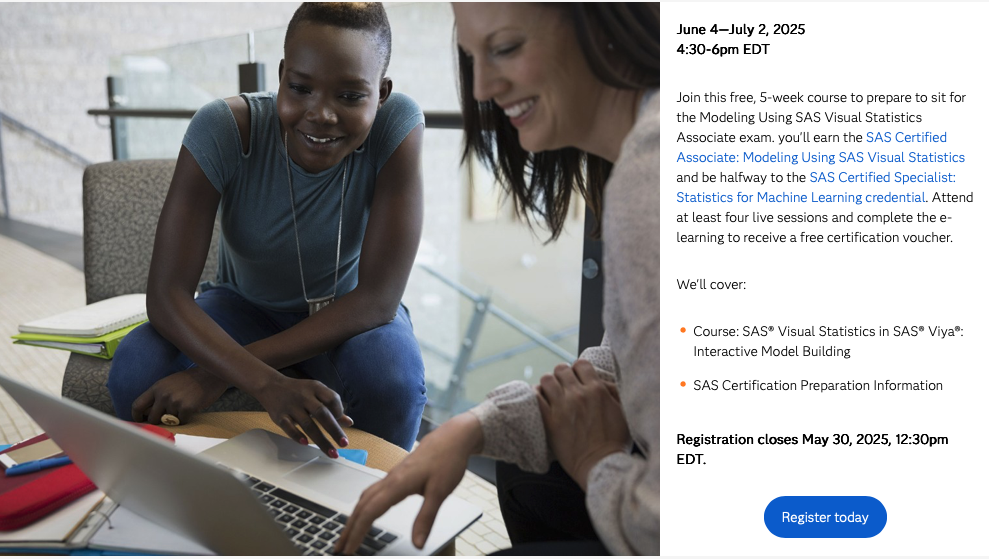 June 4—July 2, 2025
4:30-6pm EDT
Join this free, 5-week course to prepare to sit for
the Modeling Using SAS Visual Statistics
Associate exam. you'll earn the SAS Certified
Associate: Modeling Using SAS Visual Statistics
and be halfway to the SAS Certified Specialist:
Statistics for Machine Learning credential. Attend
at least four live sessions and complete the e-
learning to receive a free certification voucher.
We'll cover:
• Course: SAS® Visual Statistics in SAS® Viya®:
Interactive Model Building
• SAS Certification Preparation Information
Registration closes May 30, 2025, 12:30pm
EDT.
Register today